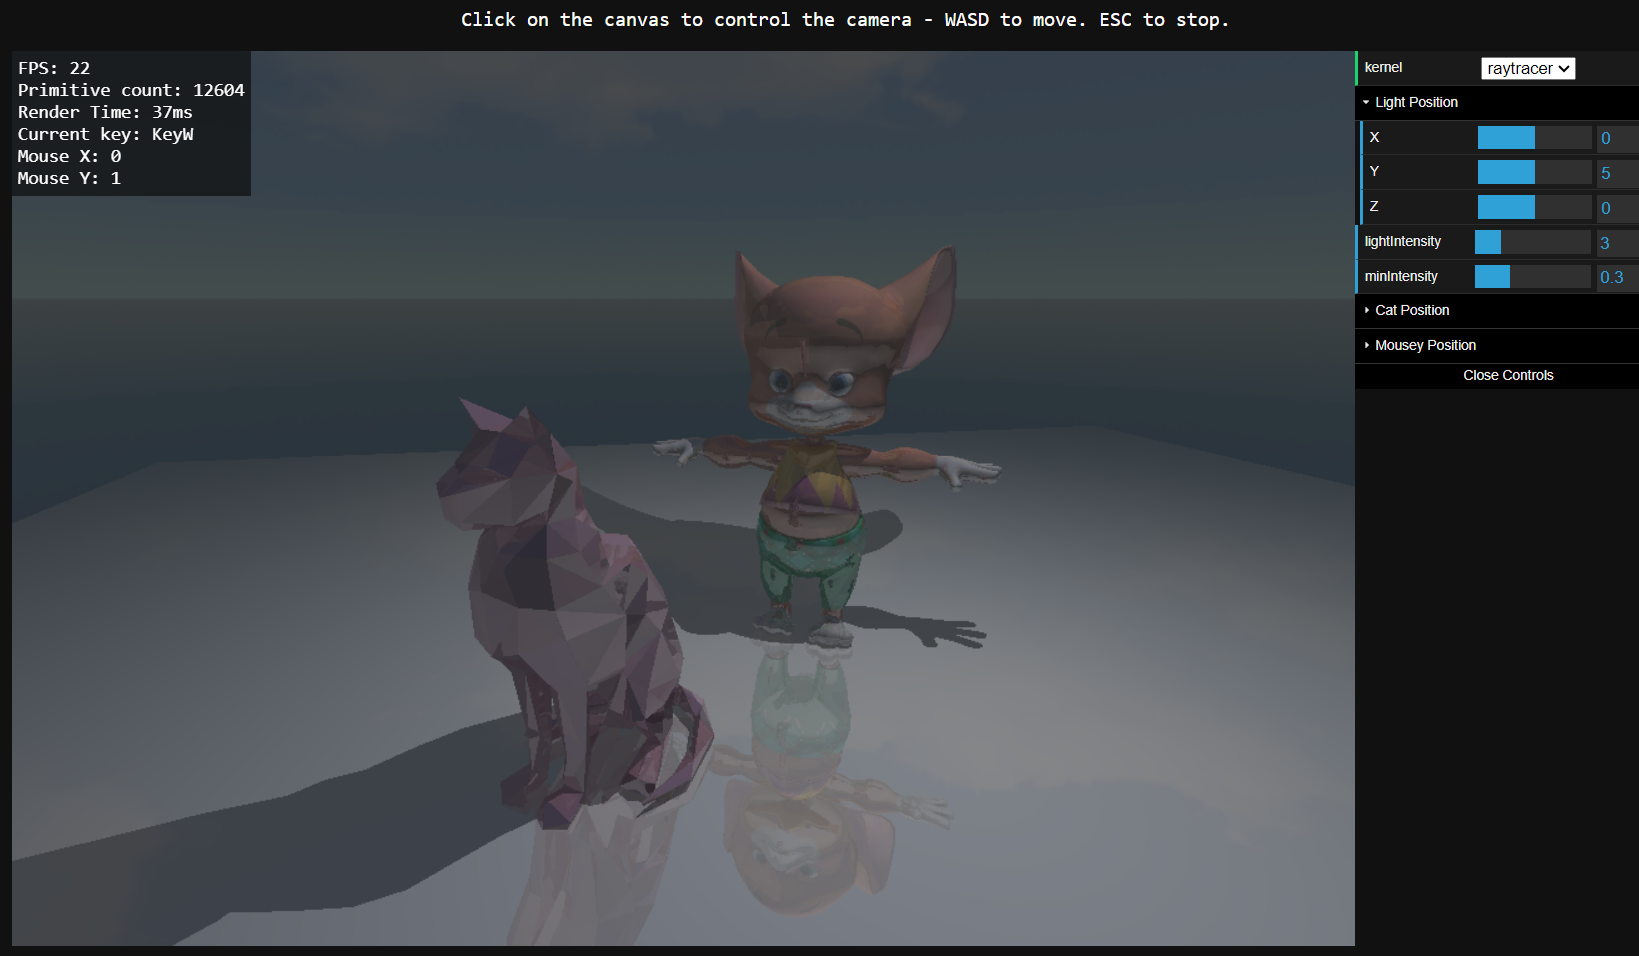 Click on the canvas to control the camera - WASD to move. ESC to stop.
FPS: 22
Primitive count: 12604
Render Time: 37ms
Current key: KeyW
Mouse X: 0
Mouse Y: 1
kernel raytracer
Light Position
X 0
Y 5
Z 0
lightIntensity 3
minIntensity 0.3
Cat Position
Mousey Position
Close Controls